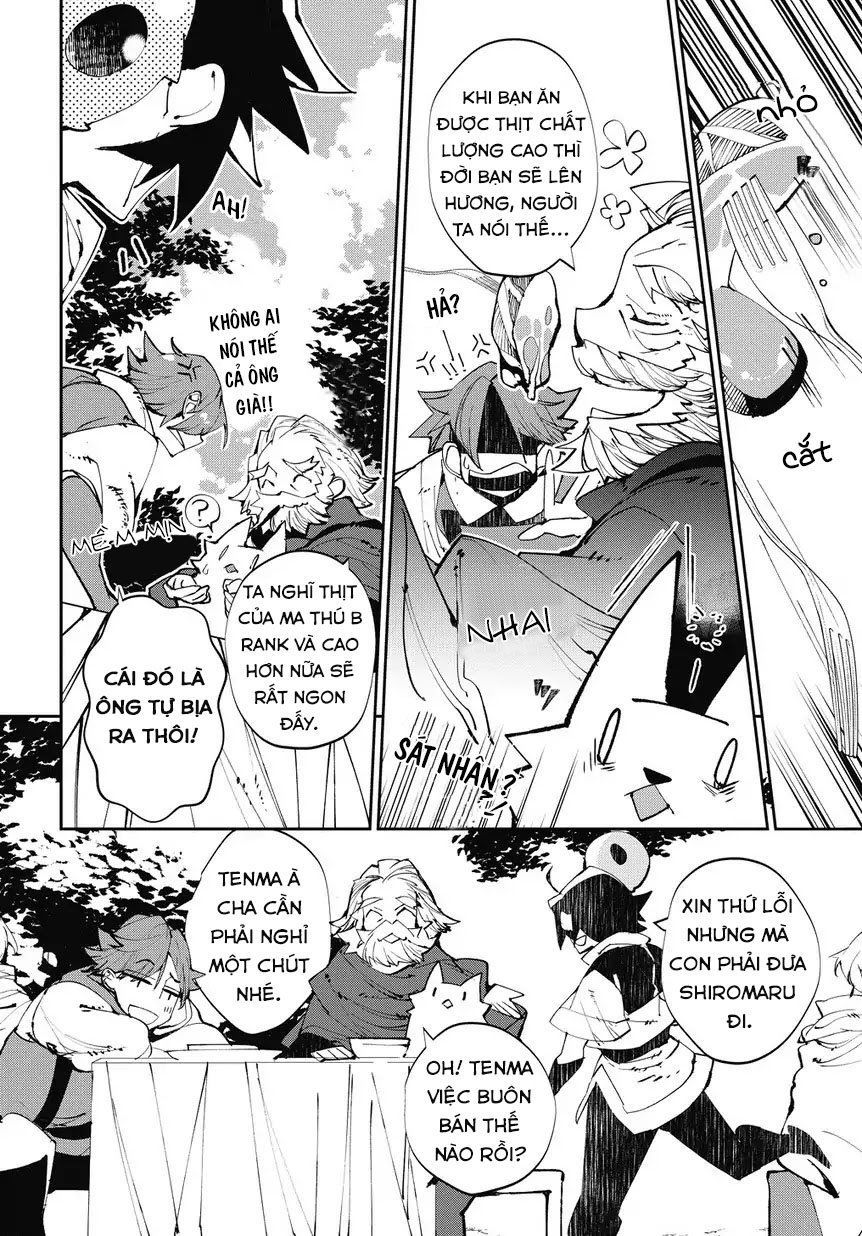 nhỏ
cắt
KHI BẠN ĂN
ĐƯỢC THỊT CHẤT
LƯỢNG CAO THÌ
ĐỜI BẠN SẼ LÊN
HƯƠNG, NGƯỜI
TA NÓI THẾ...
HẢ?
NHAI
SÁT NHÂN?
AH!
KHÔNG AI
NÓI THẾ
CẢ ÔNG
GIÀ!!
MỀM MỊN
?
TA NGHĨ THỊT
CỦA MA THÚ B
RANK VÀ CAO
HƠN NỮA SẼ
RẤT NGON
ĐẤY.
CÁI ĐÓ LÀ
ÔNG TỰ BỊA
RA THÔI!
XIN THỨ LỖI
NHƯNG MÀ
CON PHẢI ĐƯA
SHIROMARU
ĐI.
OH! TENMA
VIỆC BUÔN
BÁN THẾ
NÀO RỒI?
TENMA À
CHA CẦN
PHẢI NGHỈ
MỘT CHÚT
NHÉ.